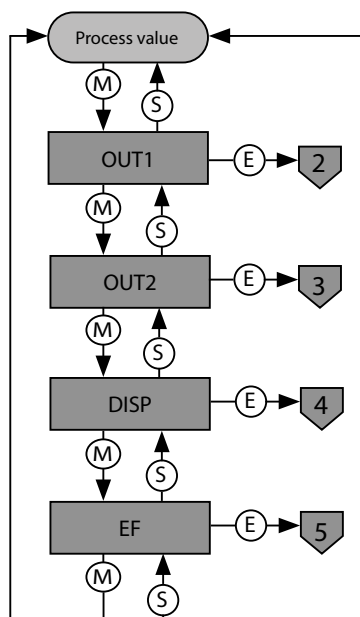 Process value
M
S
OUT1
E
2
M
S
OUT2
E
3
M
S
DISP
E
4
M
S
EF
E
5
M
S